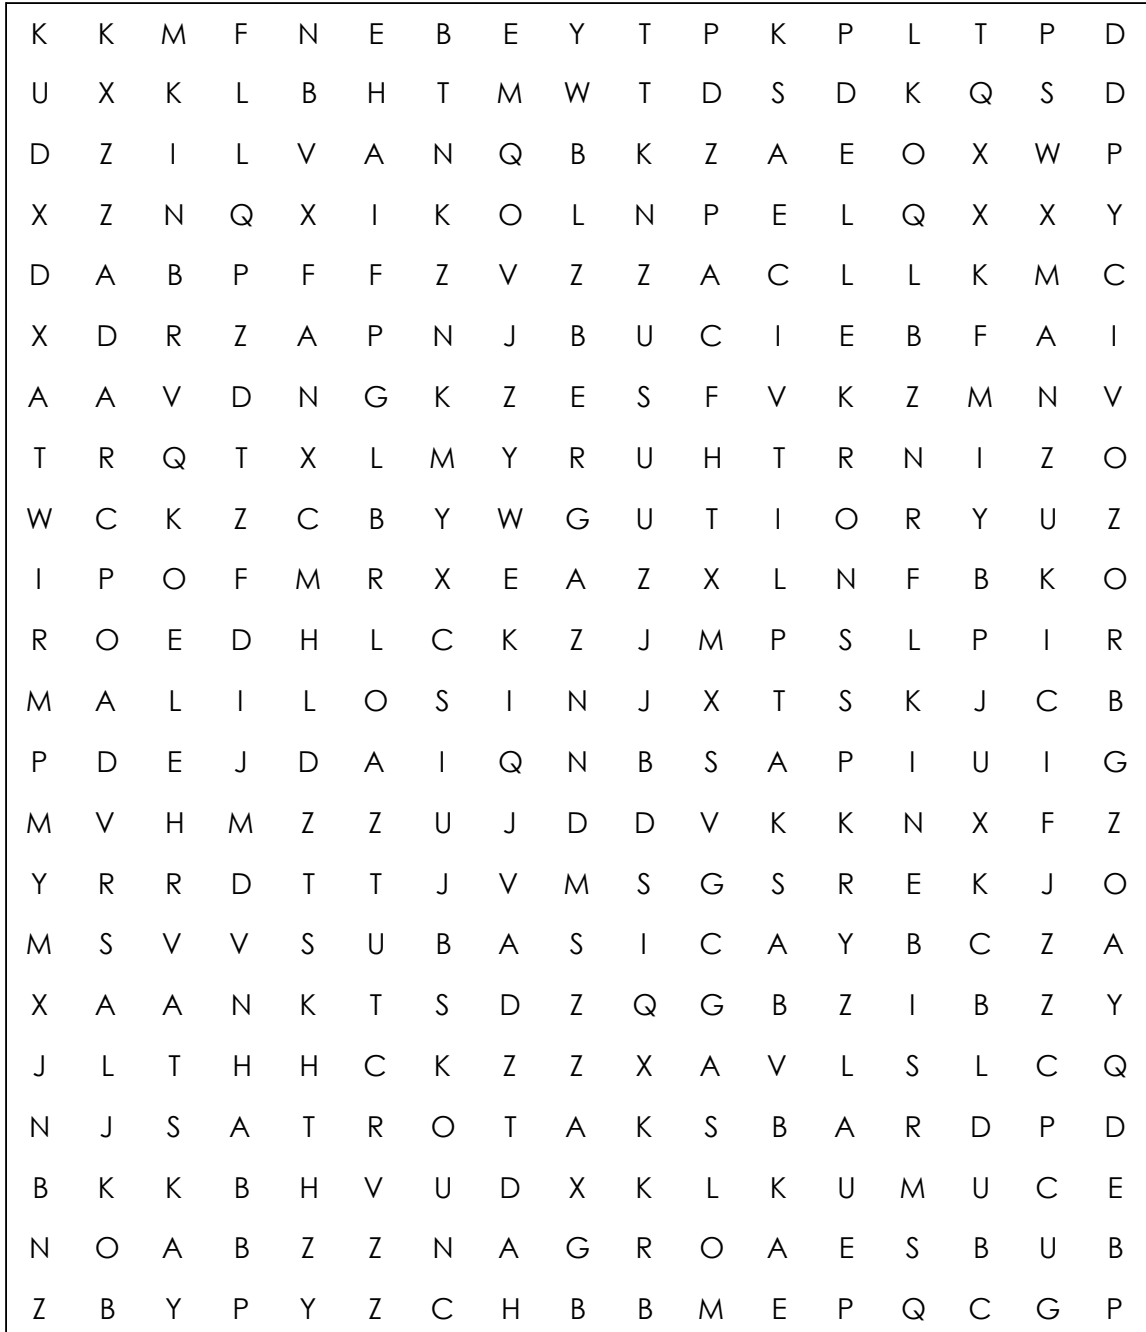 K K M F N E B E Y T P K P L T P D
U X K L B H T M W T D S D K Q S D
D Z I L V A N Q B K Z A E O X W P
X Z N Q X I K O L N P E L Q X X Y
D A B P F F Z V Z Z A C L L K M C
X D R Z A P N J B U C I E B F A I
A A V D N G K Z E S F V K Z M N V
T R Q T X L M Y R U H T R N I Z O
W C K Z C B Y W G U T I O R Y U Z
I P O F M R X E A Z X L N F B K O
R O E D H L C K Z J M P S L P I R
M A L I L O S I N J X T S K J C B
P D E J D A I Q N B S A P I U I G
M V H M Z Z U J D D V K K N X F Z
Y R R D T T J V M S G S R E K J O
M S V V S U B A S I C A Y B C Z A
X A A N K T S D Z Q G B Z I B Z Y
J L T H H C K Z Z X A V L S L C Q
N J S A T R O T A K S B A R D P D
B K K B H V U D X K L K U M U C E
N O A B Z Z N A G R O A E S B U B
Z B Y P Y Z C H B B M E P Q C G P